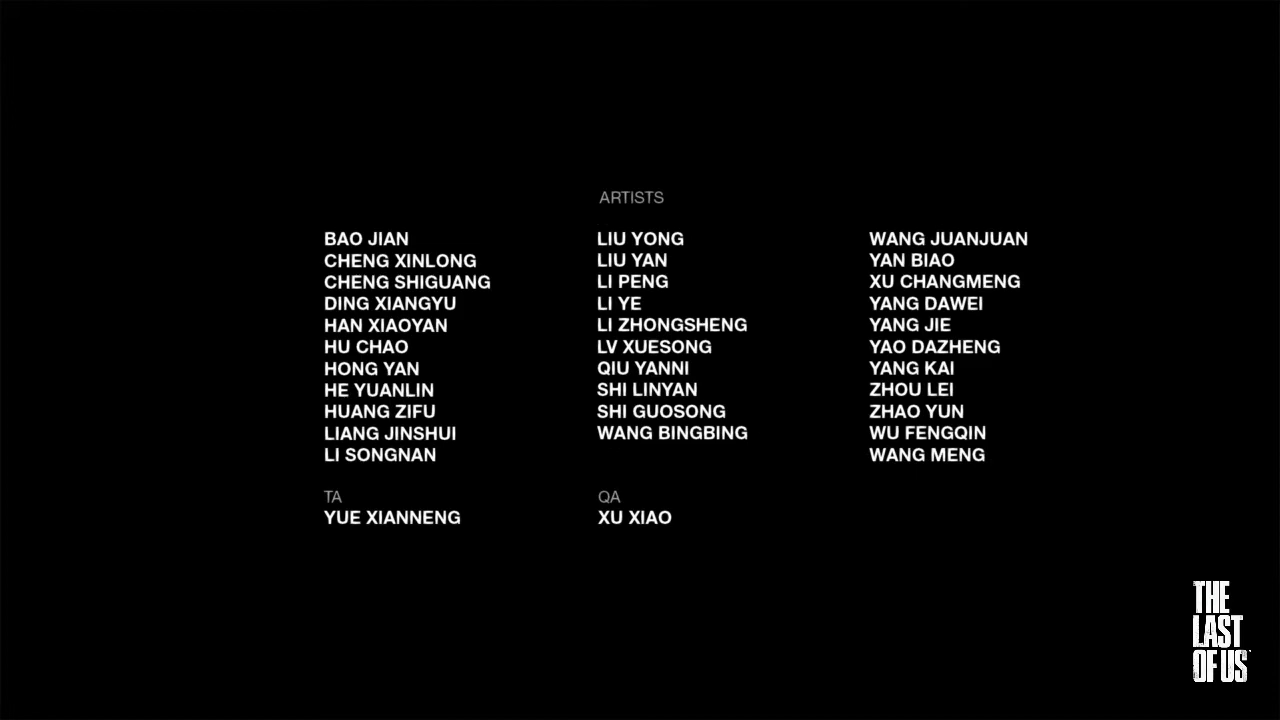 ARTISTS
BAO JIAN
CHENG XINLONG
CHENG SHIGUANG
DING XIANGYU
HAN XIAOYAN
HU CHAO
HONG YAN
HE YUANLIN
HUANG ZIFU
LIANG JINSHUI
LI SONGNAN
LIU YONG
LIU YAN
LI PENG
LI YE
LI ZHONGSHENG
LV XUESONG
QIU YANNI
SHI LINYAN
SHI GUOSONG
WANG BINGBING
WANG JUANJUAN
YAN BIAO
XU CHANGMENG
YANG DAWEI
YANG JIE
YAO DAZHENG
YANG KAI
ZHOU LEI
ZHAO YUN
WU FENGQIN
WANG MENG
TA
YUE XIANNENG
QA
XU XIAO
THE
LAST
OF US